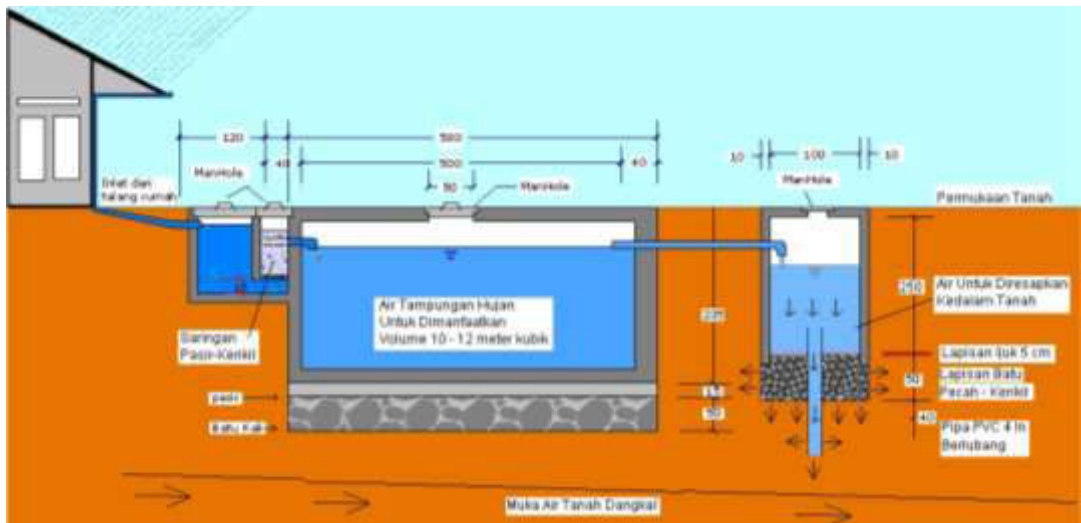 120
580
40
500
40
50
ManHole
ManHole
Inlet dari
talang rumah
10
100
10
ManHole
Permukaan Tanah
250
Air Untuk Diresapkan
Kedalam Tanah
Air Tampungan Hujan
Untuk Dimanfaatkan
Volume 10 - 12 meter kubik
Saringan
Pasir-Kerikil
Lapisan Ijuk 5 cm
Lapisan Batu
Pecah - Kerikil
50
pasir
15
50
Batu Kali
40
Pipa PVC 4 In
Berlubang
Muka Air Tanah Dangkal